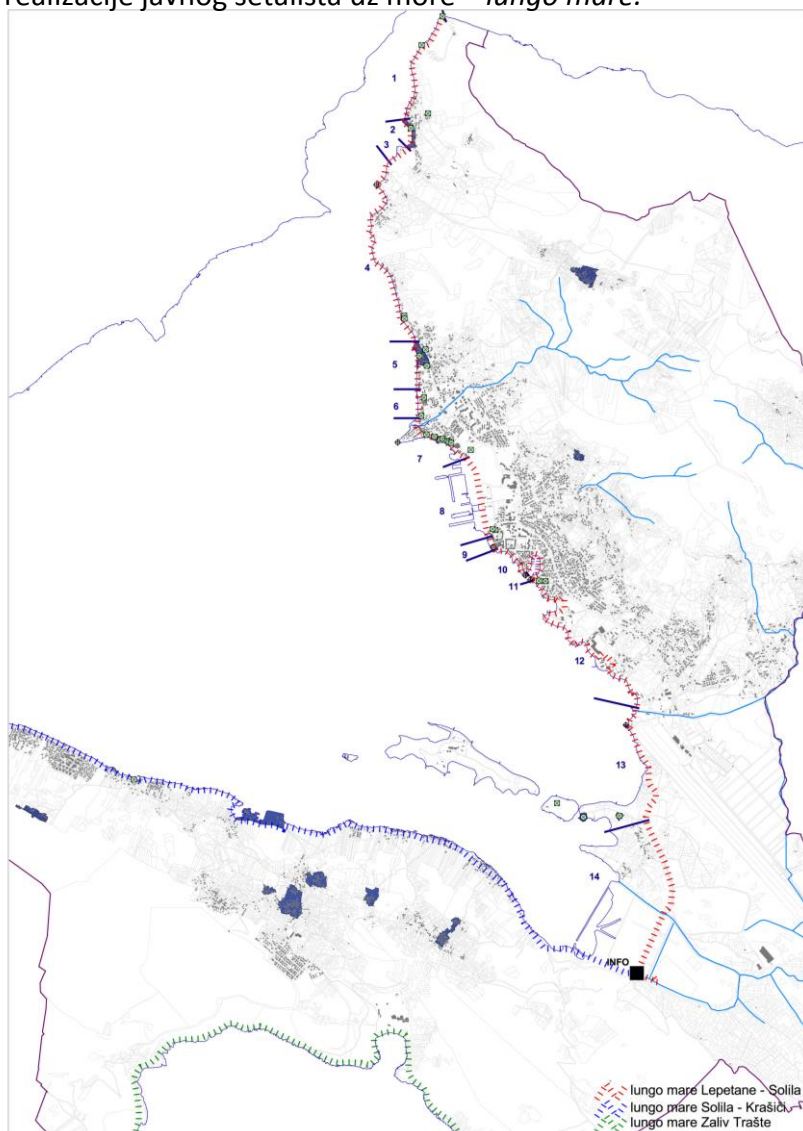 realizacije javnog šetališta uz more - lungo mare.
1
2
3
4
5
6
7
8
9
10
11
12
13
14
INFO
lungo mare Lepetane - Solila
lungo mare Solila - Krašići
lungo mare Zaliv Trašte